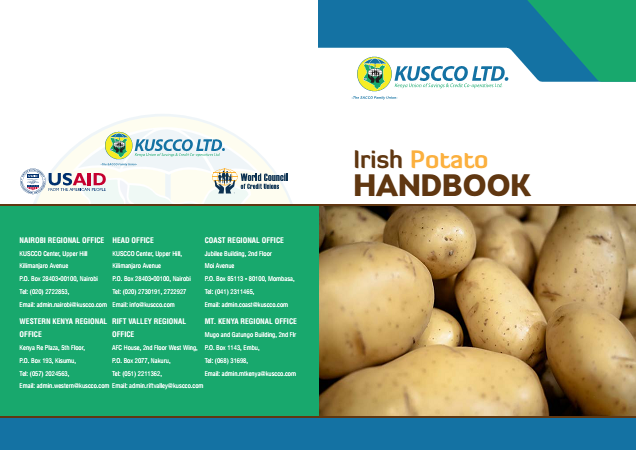 KUSCCO LTD.
Kenya Union of Savings & Credit Co-operatives Ltd
The SACCO Family Union
USAID
FROM THE AMERICAN PEOPLE
World Council
of Credit Unions
NAIROBI REGIONAL OFFICE
KUSCCO Center, Upper Hill
Kilimanjaro Avenue
P.O. Box 28403-00100, Nairobi
Tel: (020) 2722853,
Email: admin.nairobi@kuscco.com
HEAD OFFICE
KUSCCO Center, Upper Hill,
Kilimanjaro Avenue
P.O. Box 28403-00100, Nairobi
Tel: (020) 2730191, 2722927
Email: info@kuscco.com
COAST REGIONAL OFFICE
Jubilee Building, 2nd Floor
Moi Avenue
P.O. Box 85113 • 80100, Mombasa,
Tel: (041) 2311465,
Email: admin.coast@kuscco.com
WESTERN KENYA REGIONAL
OFFICE
Kenya Re Plaza, 5th Floor,
P.O. Box 193, Kisumu,
Tel: (057) 2024563,
Email: admin.western@kuscco.com
RIFT VALLEY REGIONAL
OFFICE
AFC House, 2nd Floor West Wing,
P.O. Box 2077, Nakuru,
Tel: (051) 2211362,
Email: admin.riftvalley@kuscco.com
MT. KENYA REGIONAL OFFICE
Mugo and Gatungo Building, 2nd Flr
P.O. Box 1143, Embu,
Tel: (068) 31698,
Email: admin.mtkenya@kuscco.com
KUSCCO LTD.
Kenya Union of Savings & Credit Co-operatives Ltd
The SACCO Family Union
Irish Potato
HANDBOOK